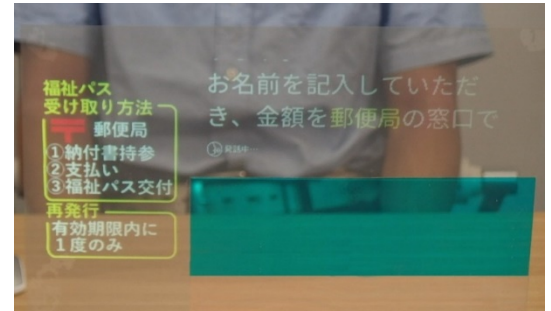 福祉パス
受け取り方法
〒 郵便局
①納付書持参
②支払い
③福祉パス交付
再発行
有効期限内に
1度のみ
お名前を記入していただ
き、金額を郵便局の窓口で
発話中